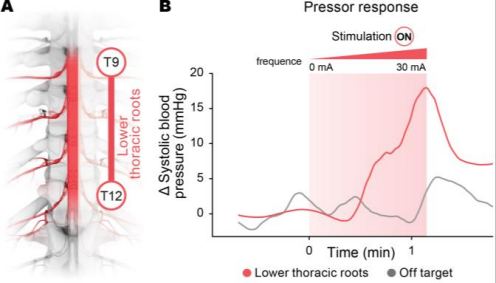 A
T9
Lower
thoracic roots
T12
B
Pressor response
Stimulation ON
frequence
0 mA
30 mA
Δ Systolic blood
pressure (mmHg)
20
15
10
5
0
0
1
Time (min)
Lower thoracic roots
Off target